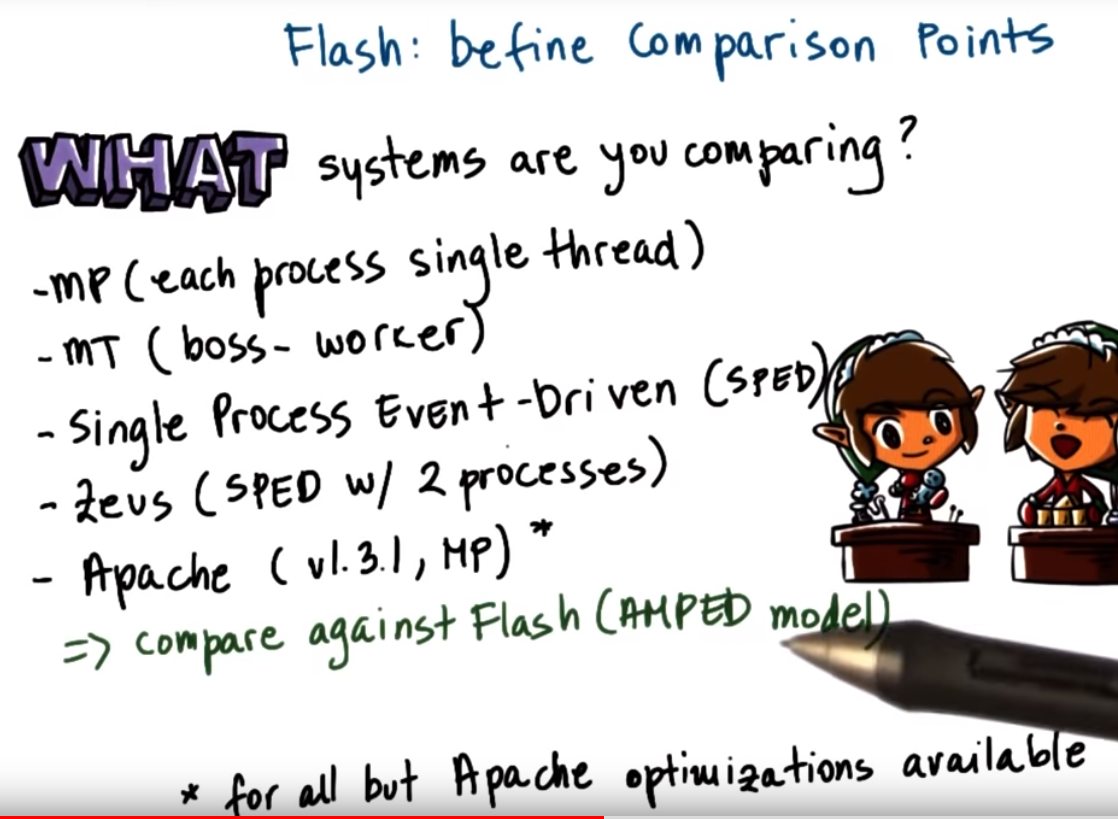 Flash: Define Comparison Points
WHAT systems are you comparing?
- MP (each process single thread)
- MT (boss-worker)
- Single Process Event-Driven (SPED)
- Zeus (SPED w/ 2 processes)
- Apache (v1.3.1, MP) *
=> compare against Flash (AMPED model)
* for all but Apache optimizations available